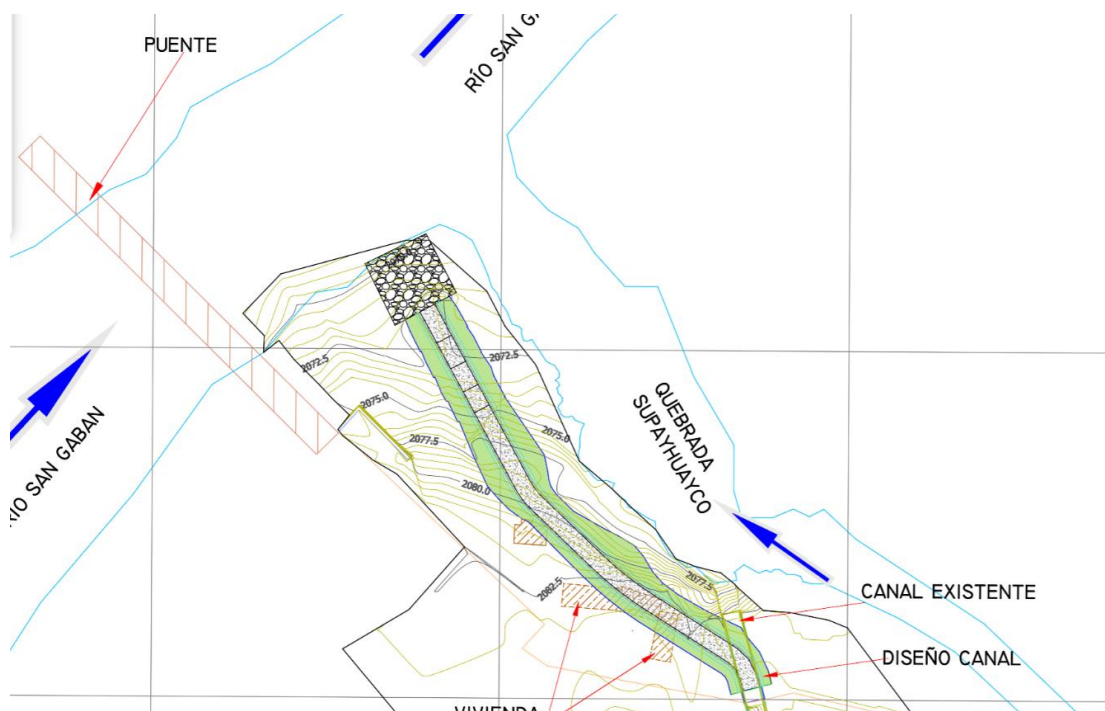 PUENTE
RÍO SAN GA
2072.5
2072.5
2075.0
2077.5
2075.0
2080.0
RIO SAN GABAN
QUEBRADA
SUPAYHUAYCO
2077.5
2082.5
CANAL EXISTENTE
DISEÑO CANAL
VIVIENDA